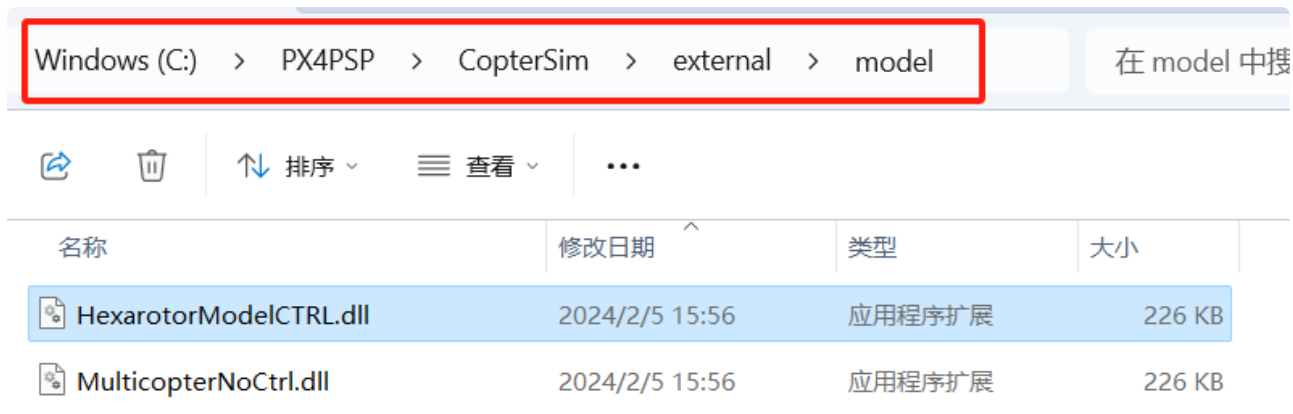 Windows (C:) > PX4PSP > CopterSim > external > model 在 model 中搜
排序 查看
名称 修改日期 类型 大小
HexarotorModelCTRL.dll 2024/2/5 15:56 应用程序扩展 226 KB
MulticopterNoCtrl.dll 2024/2/5 15:56 应用程序扩展 226 KB